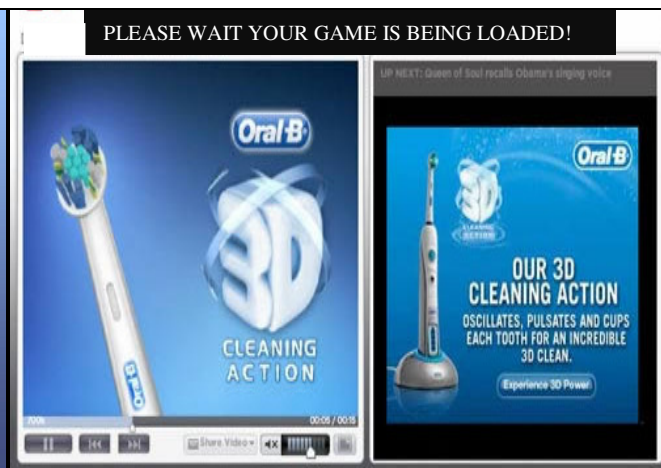 PLEASE WAIT YOUR GAME IS BEING LOADED!
UP NEXT: Queen of Soul recalls Obama's singing voice
Oral-B
3D
CLEANING
ACTION
Oral-B
700k
00:05 / 00:15
Share Video
Oral-B
3D
CLEANING
ACTION
OUR 3D
CLEANING ACTION
OSCILLATES, PULSATES AND CUPS
EACH TOOTH FOR AN INCREDIBLE
3D CLEAN.
Experience 3D Power